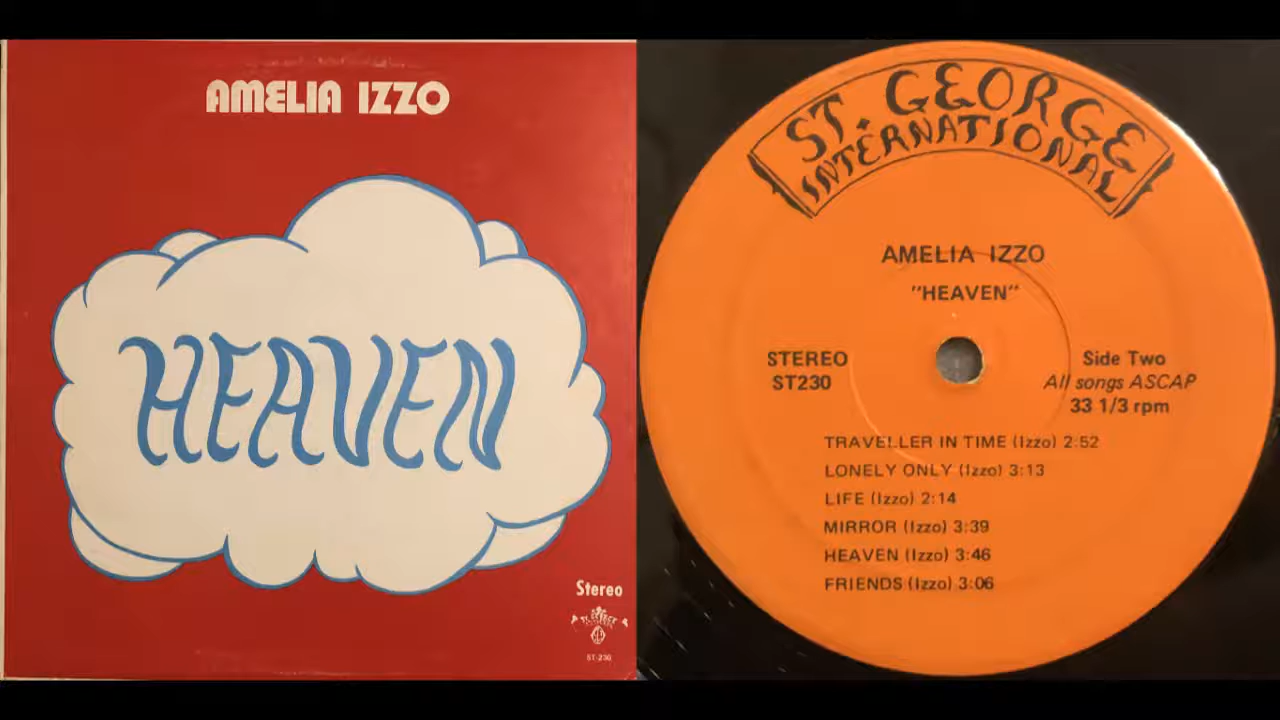 AMELIA IZZO
HEAVEN
Stereo
ST. GEORGE
ST-230
ST. GEORGE
INTERNATIONAL
AMELIA IZZO
"HEAVEN"
STEREO
ST230
Side Two
All songs ASCAP
33 1/3 rpm
TRAVELLER IN TIME (Izzo) 2:52
LONELY ONLY (Izzo) 3:13
LIFE (Izzo) 2:14
MIRROR (Izzo) 3:39
HEAVEN (Izzo) 3:46
FRIENDS (Izzo) 3:06